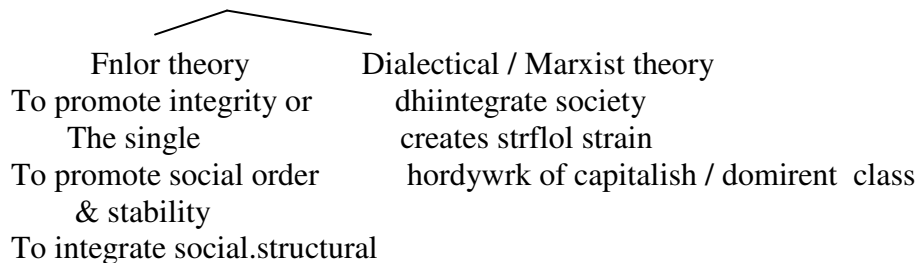 Fnlor theory Dialectical / Marxist theory
To promote integrity or dhiintegrate society
The single creates strflol strain
To promote social order hordywrk of capitalish / domirent class
& stability
To integrate social.structural